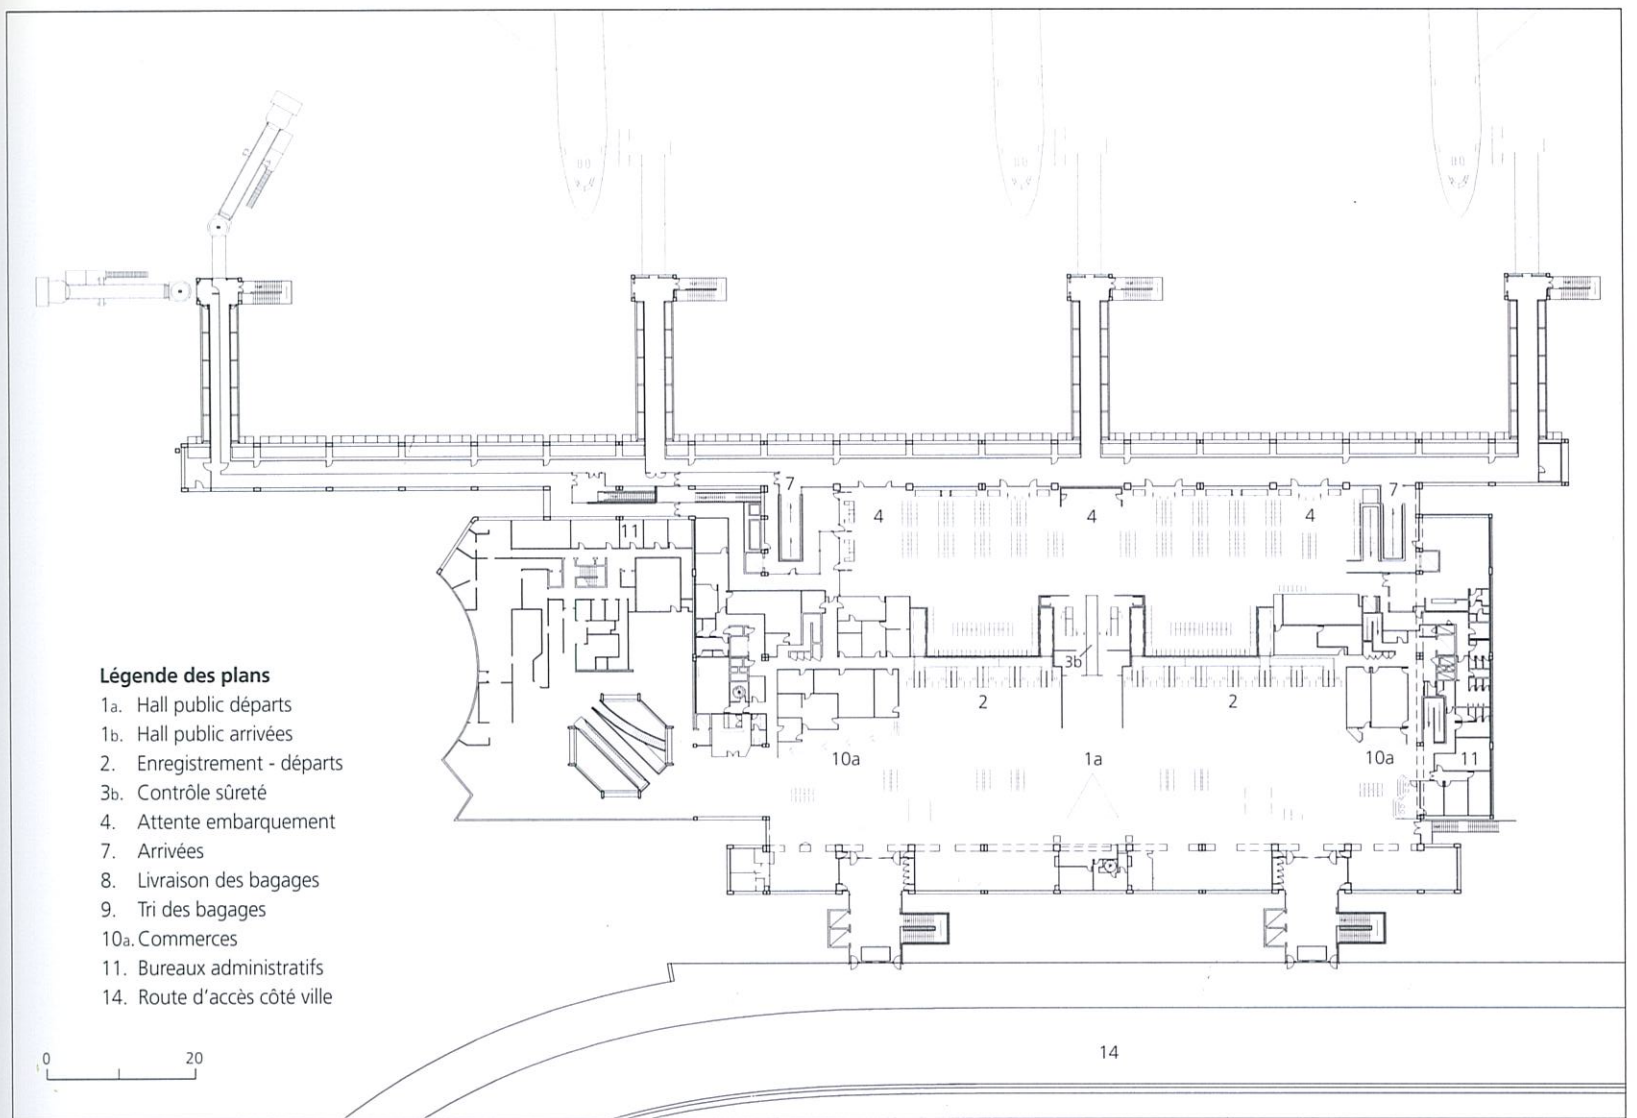 7
7
4
4
4
11
3b
2
2
10a
1a
10a
11
Légende des plans
1a. Hall public départs
1b. Hall public arrivées
2. Enregistrement - départs
3b. Contrôle sûreté
4. Attente embarquement
7. Arrivées
8. Livraison des bagages
9. Tri des bagages
10a. Commerces
11. Bureaux administratifs
14. Route d'accès côté ville
0 20
14